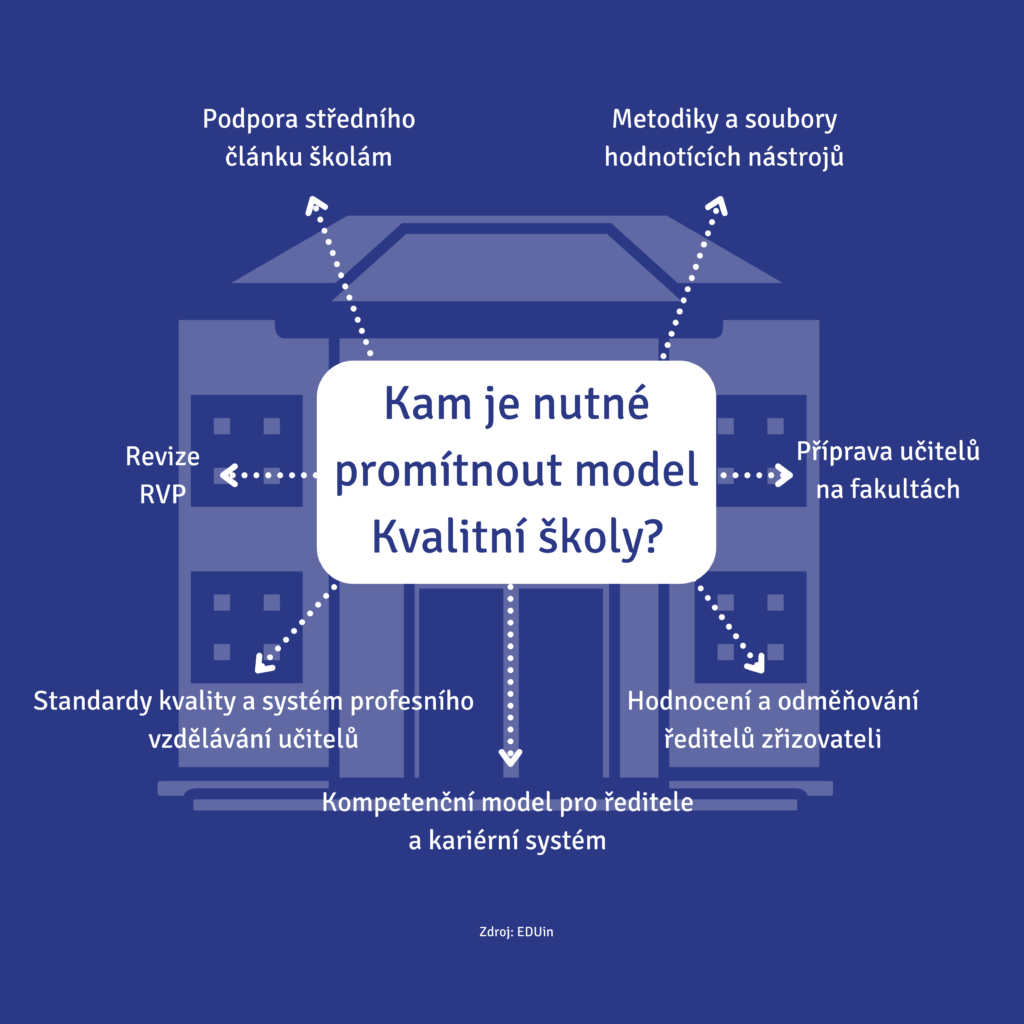 Podpora středního
článku školám
Metodiky a soubory
hodnotících nástrojů
Kam je nutné
promítnout model
Kvalitní školy?
Revize
RVP
Příprava učitelů
na fakultách
Standardy kvality a systém profesního
vzdělávání učitelů
Hodnocení a odměňování
ředitelů zřizovateli
Kompetenční model pro ředitele
a kariérní systém
Zdroj: EDUin